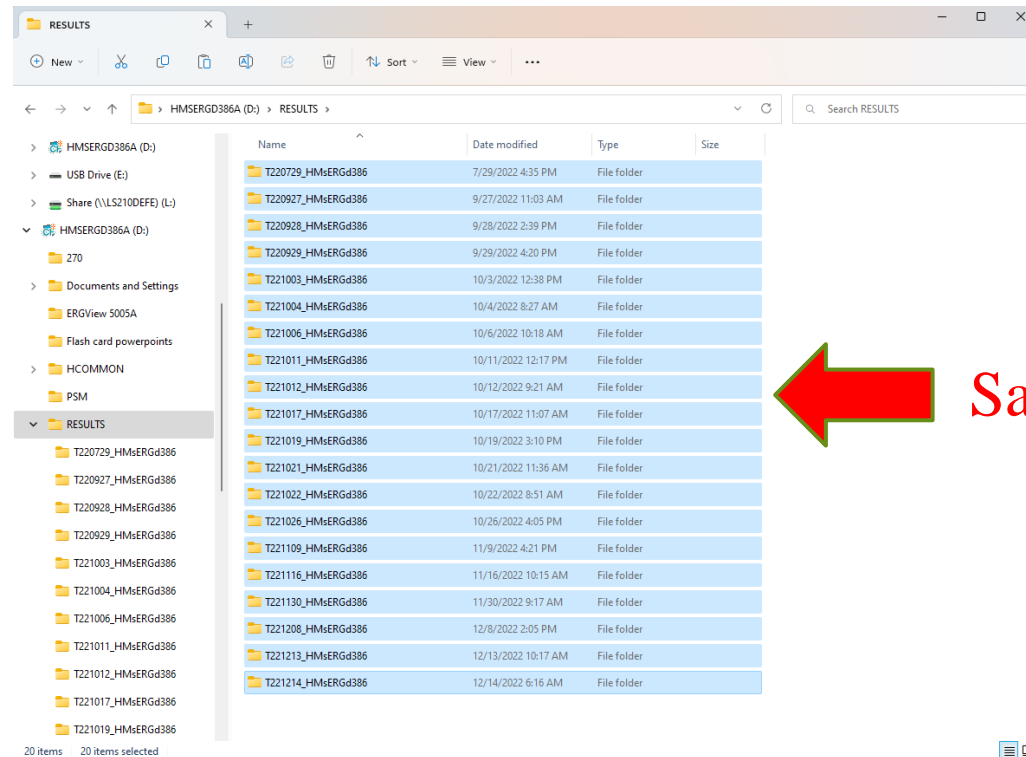 RESULTS
New
Sort
View
HMSERGD386A (D:) > RESULTS >
Search RESULTS
HMSERGD386A (D:)
USB Drive (E:)
Share (\\LS210DEFE) (L:)
HMSERGD386A (D:)
270
Documents and Settings
ERGView 5005A
Flash card powerpoints
HCOMMON
PSM
RESULTS
T220729_HMsERGd386
T220927_HMsERGd386
T220928_HMsERGd386
T220929_HMsERGd386
T221003_HMsERGd386
T221004_HMsERGd386
T221006_HMsERGd386
T221011_HMsERGd386
T221012_HMsERGd386
T221017_HMsERGd386
T221019_HMsERGd386
Name Date modified Type Size
T220729_HMsERGd386 7/29/2022 4:35 PM File folder
T220927_HMsERGd386 9/27/2022 11:03 AM File folder
T220928_HMsERGd386 9/28/2022 2:39 PM File folder
T220929_HMsERGd386 9/29/2022 4:20 PM File folder
T221003_HMsERGd386 10/3/2022 12:38 PM File folder
T221004_HMsERGd386 10/4/2022 8:27 AM File folder
T221006_HMsERGd386 10/6/2022 10:18 AM File folder
T221011_HMsERGd386 10/11/2022 12:17 PM File folder
T221012_HMsERGd386 10/12/2022 9:21 AM File folder
T221017_HMsERGd386 10/17/2022 11:07 AM File folder
T221019_HMsERGd386 10/19/2022 3:10 PM File folder
T221021_HMsERGd386 10/21/2022 11:36 AM File folder
T221022_HMsERGd386 10/22/2022 8:51 AM File folder
T221026_HMsERGd386 10/26/2022 4:05 PM File folder
T221109_HMsERGd386 11/9/2022 4:21 PM File folder
T221116_HMsERGd386 11/16/2022 10:15 AM File folder
T221130_HMsERGd386 11/30/2022 9:17 AM File folder
T221208_HMsERGd386 12/8/2022 2:05 PM File folder
T221213_HMsERGd386 12/13/2022 10:17 AM File folder
T221214_HMsERGd386 12/14/2022 6:16 AM File folder
Sa
20 items 20 items selected